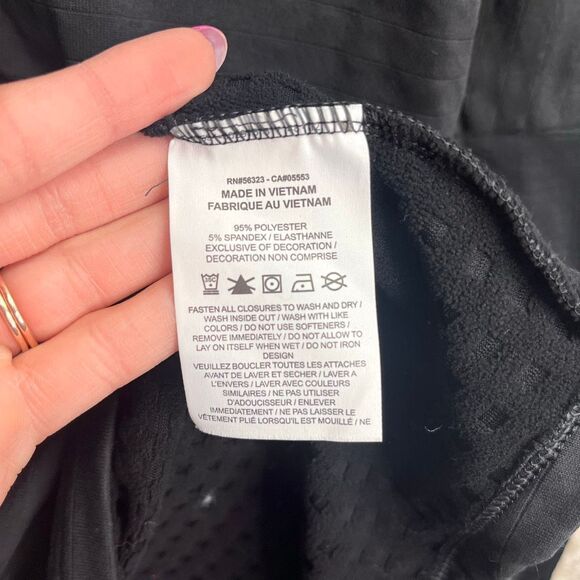 RN#56323 - CA#05553
MADE IN VIETNAM
FABRIQUE AU VIETNAM
95% POLYESTER
5% SPANDEX / ELASTHANNE
EXCLUSIVE OF DECORATION /
DECORATION NON COMPRISE
FASTEN ALL CLOSURES TO WASH AND DRY /
WASH INSIDE OUT / WASH WITH LIKE
COLORS / DO NOT USE SOFTENERS /
REMOVE IMMEDIATELY / DO NOT ALLOW TO
LAY ON ITSELF WHEN WET / DO NOT IRON
DESIGN
VEUILLEZ BOUCLER TOUTES LES ATTACHES
AVANT DE LAVER ET SECHER / LAVER A
L'ENVERS / LAVER AVEC COULEURS
SIMILAIRES / NE PAS UTILISER
D'ADOUCISSEUR / ENLEVER
IMMEDIATEMENT / NE PAS LAISSER LE
VÊTEMENT PLIÉ LORSQU'IL EST MOUILLÉ / NE